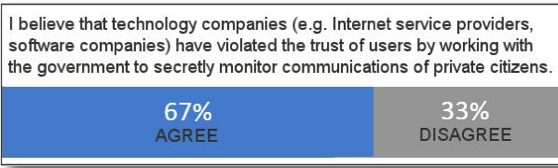 I believe that technology companies (e.g. Internet service providers,
software companies) have violated the trust of users by working with
the government to secretly monitor communications of private citizens.
67% 33%
AGREE DISAGREE